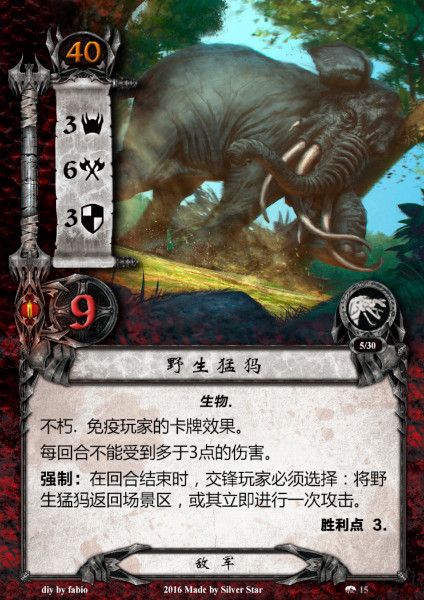 40
3
6
3
9
5/30
野生猛犸
生物.
不朽. 免疫玩家的卡牌效果。
每回合不能受到多于3点的伤害。
强制：在回合结束时，交锋玩家必须选择：将野
生猛犸返回场景区，或其立即进行一次攻击。
胜利点 3.
敌军
diy by fabio 2016 Made by Silver Star 15